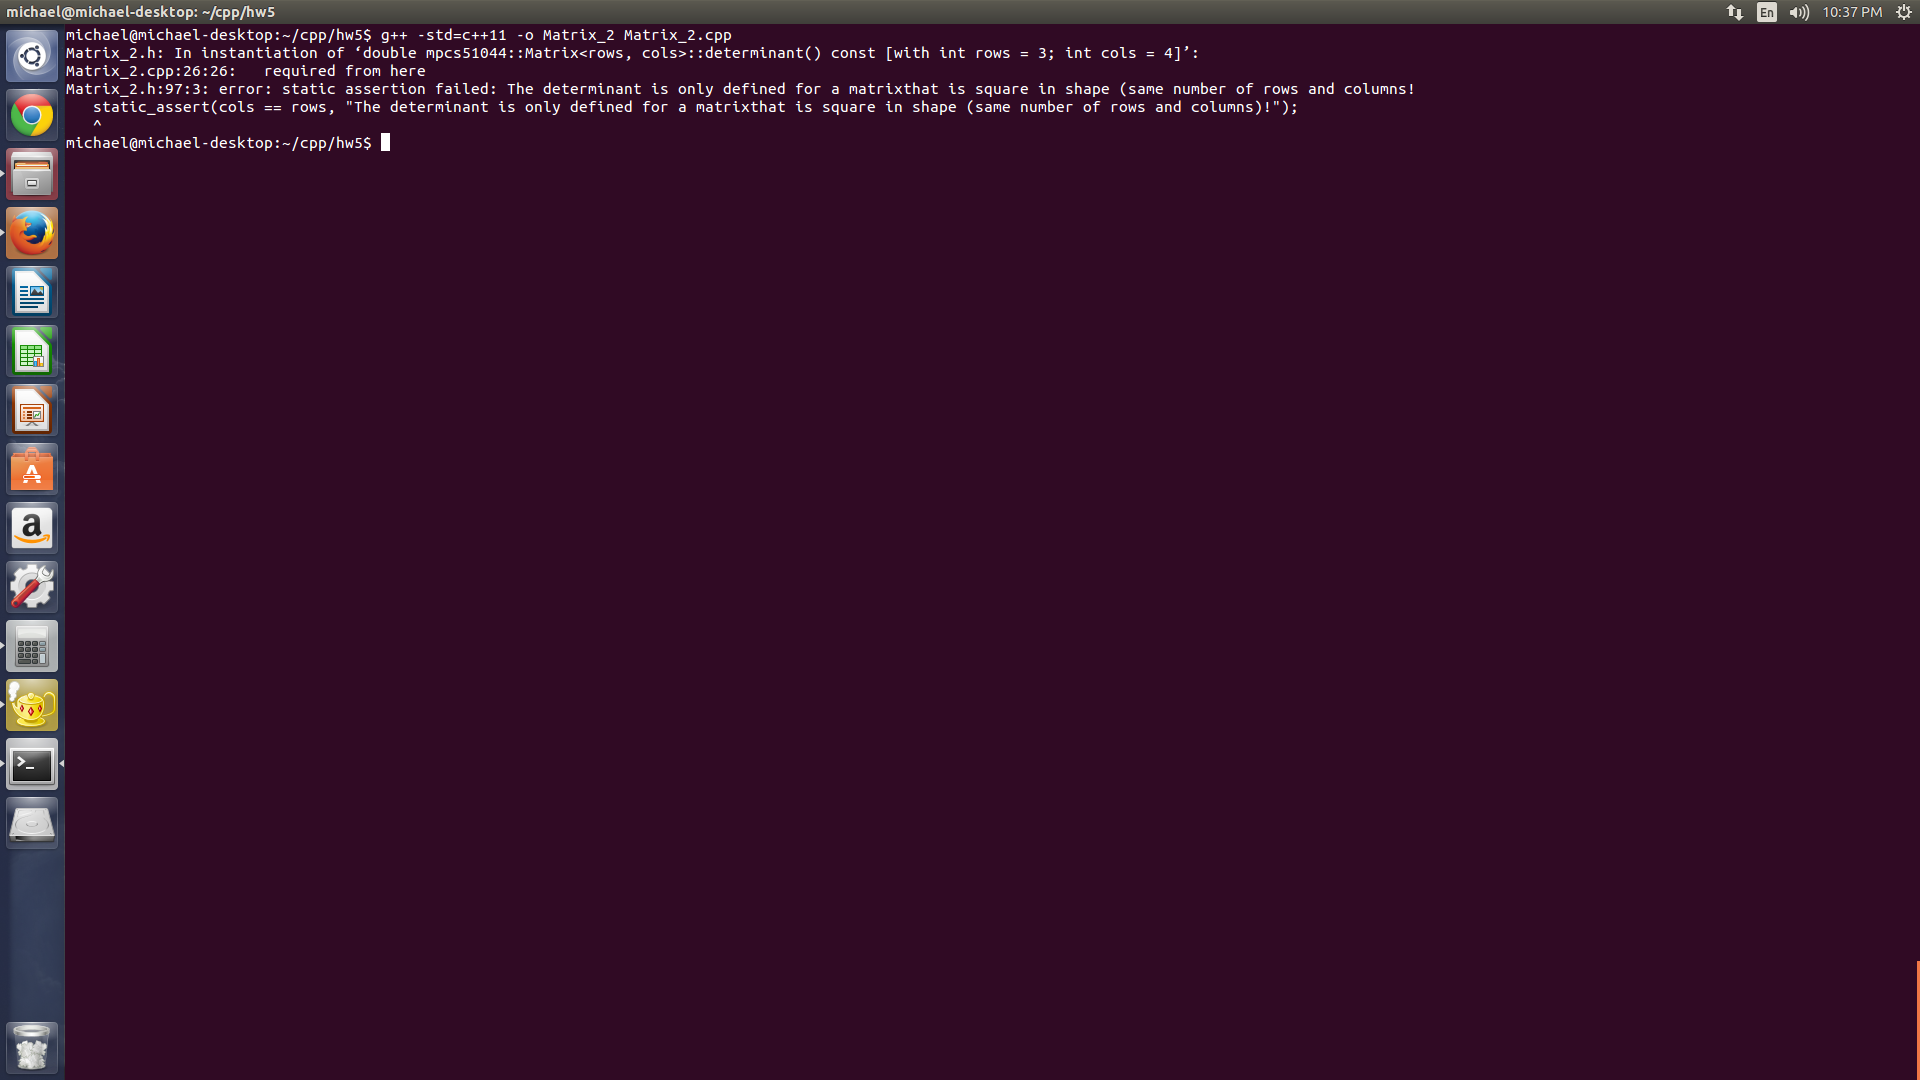 michael@michael-desktop: ~/cpp/hw5
En
10:37 PM
michael@michael-desktop:~/cpp/hw5$ g++ -std=c++11 -o Matrix_2 Matrix_2.cpp
Matrix_2.h: In instantiation of ‘double mpcs51044::Matrix<rows, cols>::determinant() const [with int rows = 3; int cols = 4]’:
Matrix_2.cpp:26:26:   required from here
Matrix_2.h:97:3: error: static assertion failed: The determinant is only defined for a matrixthat is square in shape (same number of rows and columns!
   static_assert(cols == rows, "The determinant is only defined for a matrixthat is square in shape (same number of rows and columns)!");
   ^
michael@michael-desktop:~/cpp/hw5$